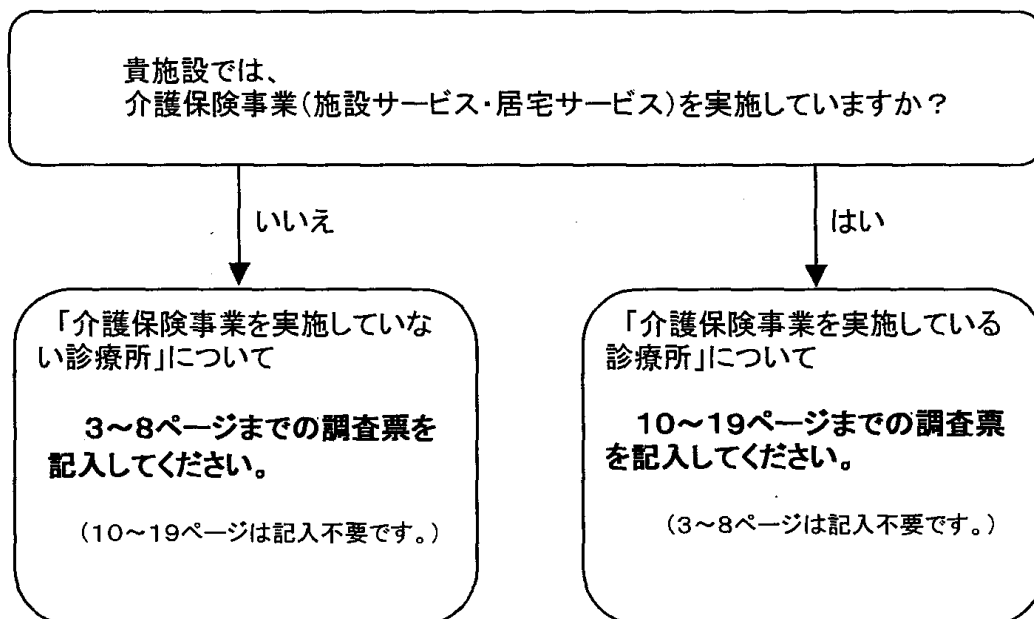 貴施設では、
介護保険事業(施設サービス・居宅サービス)を実施していますか?
いいえ
はい
「介護保険事業を実施していな
い診療所」について
3~8ページまでの調査票を
記入してください。
(10~19ページは記入不要です。)
「介護保険事業を実施している
診療所」について
10~19ページまでの調査票
を記入してください。
(3~8ページは記入不要です。)